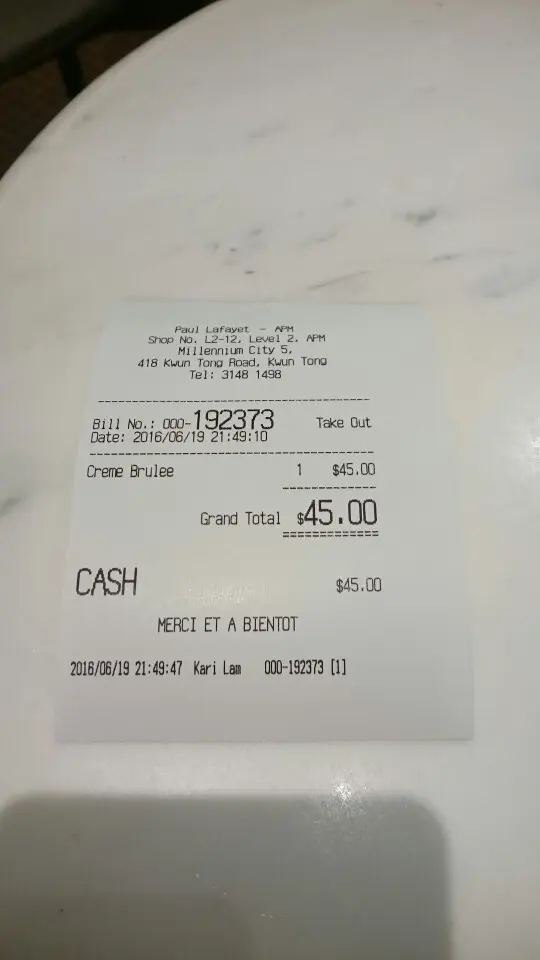 Paul Lafayet - APM
Shop No. L2-12, Level 2, APM
Millennium City 5,
418 Kwun Tong Road, Kwun Tong
Tel: 3148 1498
Bill No.: 000-192373 Take Out
Date: 2016/06/19 21:49:10
Creme Brulee 1 $45.00
Grand Total $45.00
CASH $45.00
MERCI ET A BIENTOT
2016/06/19 21:49:47 Kari Lam 000-192373 [1]